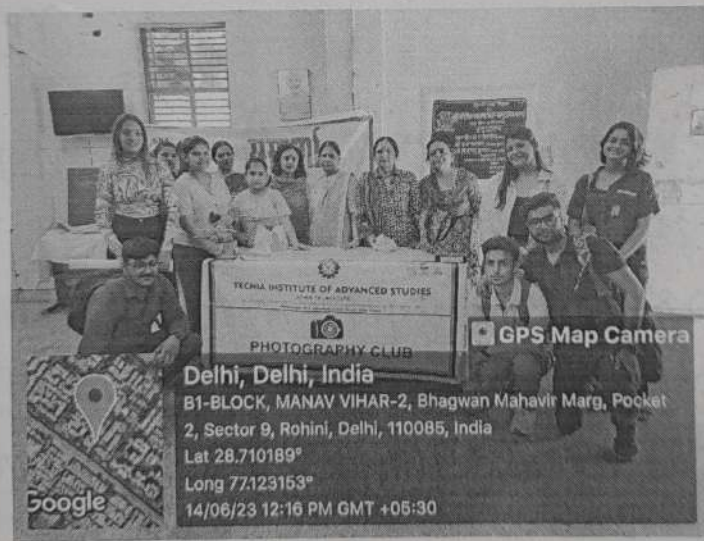 TECNIA INSTITUTE OF ADVANCED STUDIES
PHOTOGRAPHY CLUB
GPS Map Camera
Delhi, Delhi, India
B1-BLOCK, MANAV VIHAR-2, Bhagwan Mahavir Marg, Pocket
2, Sector 9, Rohini, Delhi, 110085, India
Lat 28.710189°
Long 77.123153°
14/06/23 12:16 PM GMT +05:30
Google